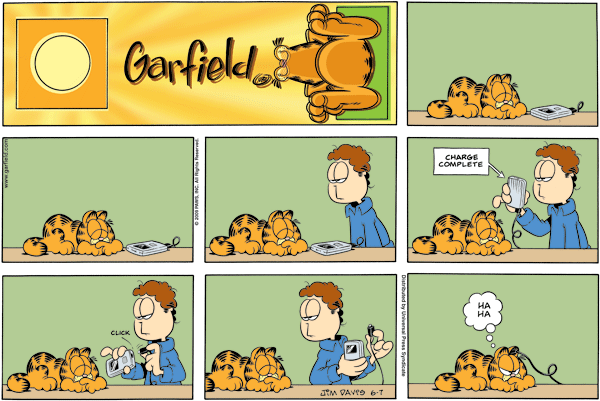 Garfield
www.garfield.com
© 2009 PAWS, INC. All Rights Reserved.
CHARGE
COMPLETE
CLICK
JIM DAVIS 6-7
Distributed by Universal Press Syndicate
HA
HA